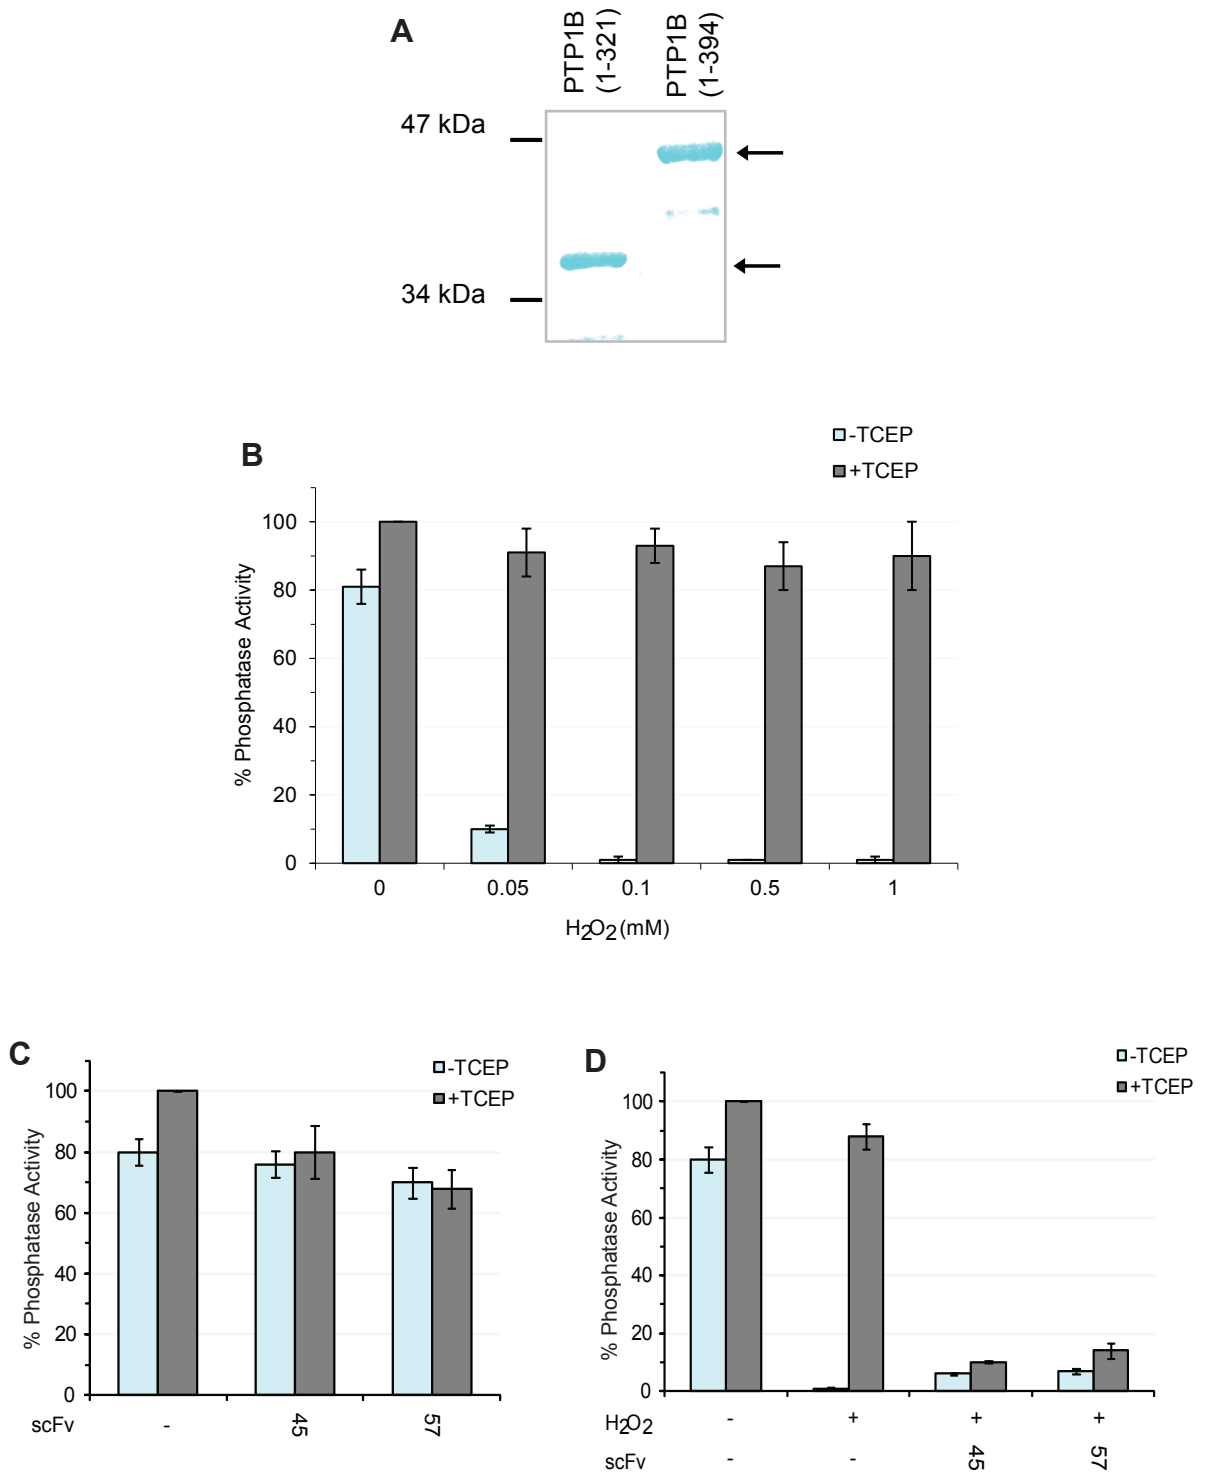 A
PTP1B
(1-321)
PTP1B
(1-394)
47 kDa
34 kDa
B
-TCEP
+TCEP
% Phosphatase Activity
100
80
60
40
20
0
0 0.05 0.1 0.5 1
H2O2 (mM)
C
-TCEP
+TCEP
% Phosphatase Activity
100
80
60
40
20
0
scFv - 45 57
D
-TCEP
+TCEP
% Phosphatase Activity
100
80
60
40
20
0
H2O2 - + + +
scFv - - 45 57